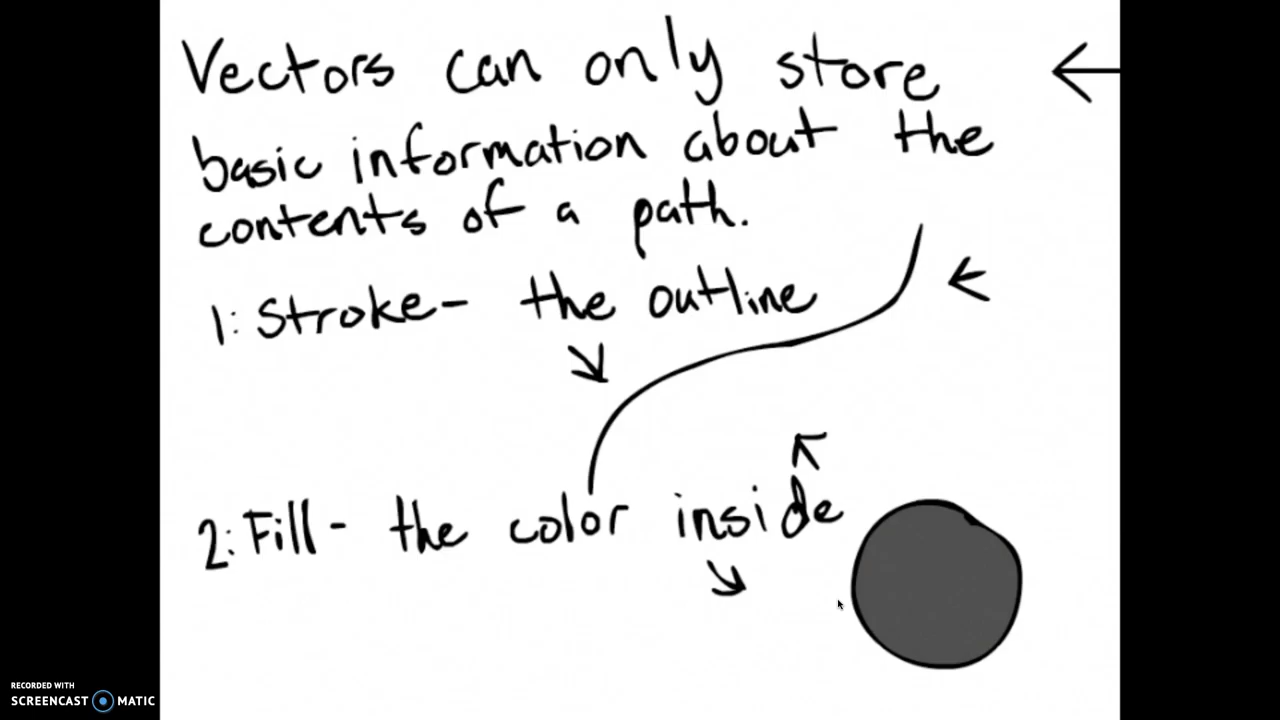 Vectors can only store
basic information about the
contents of a path.
1: Stroke- the outline
2: Fill- the color inside
RECORDED WITH
SCREENCAST MATIC